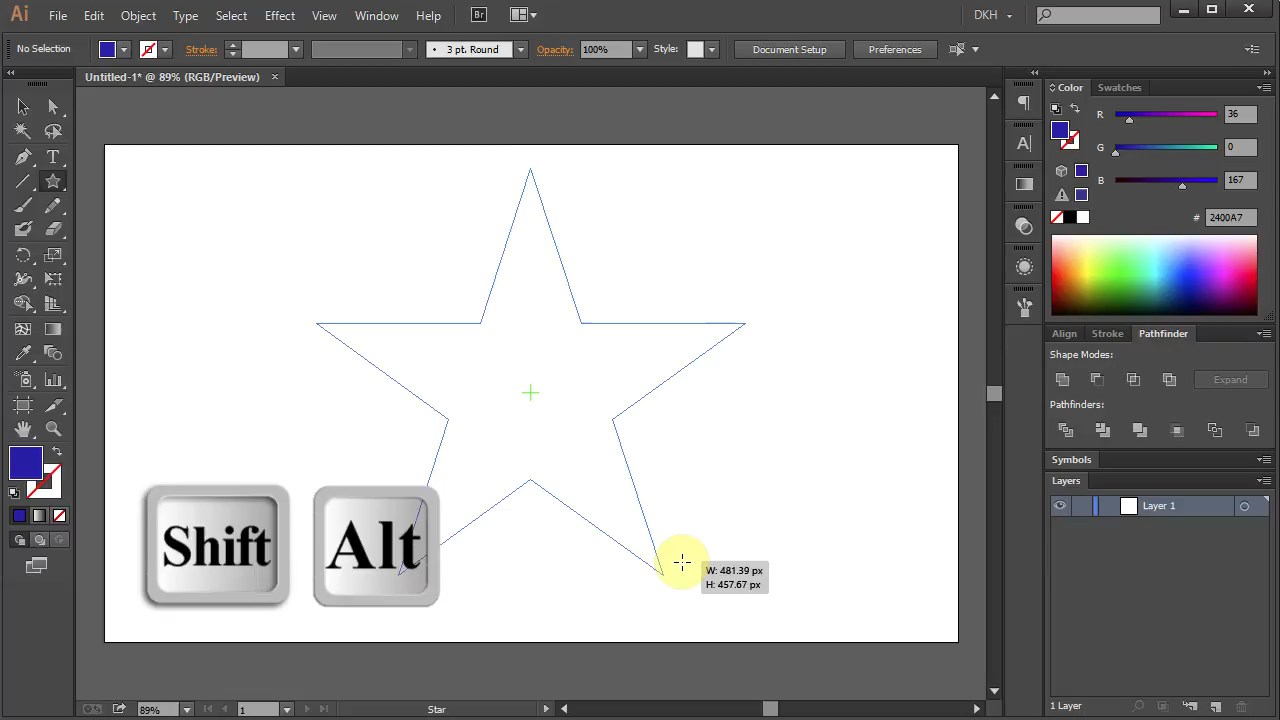 Ai File Edit Object Type Select Effect View Window Help Br DKH
No Selection Stroke: 3 pt. Round Opacity: 100% Style: Document Setup Preferences
Untitled-1* @ 89% (RGB/Preview) ×
Color Swatches
R 36
G 0
B 167
# 2400A7
Align Stroke Pathfinder
Shape Modes:
Expand
Pathfinders:
Symbols
Layers
Layer 1
Shift Alt
W: 481.39 px
H: 457.67 px
89% 1 Star
1 Layer